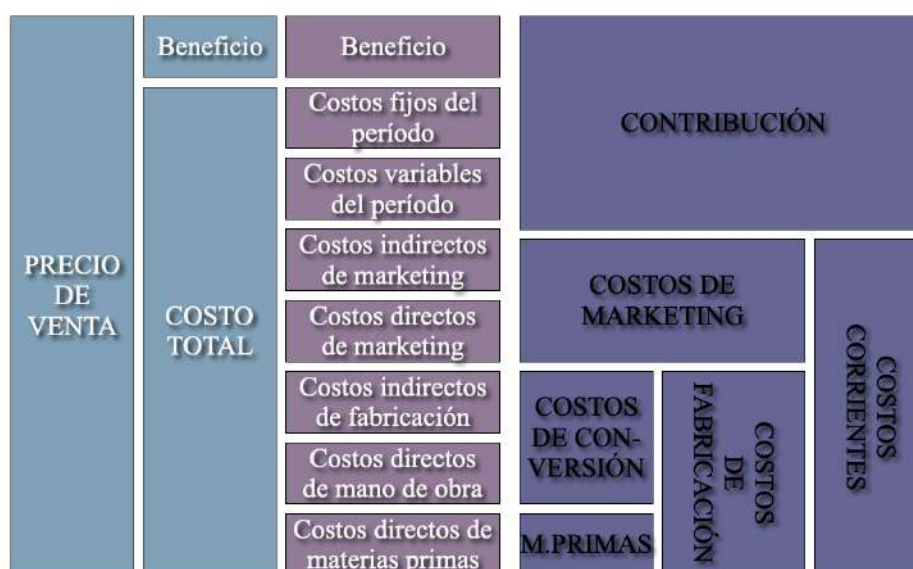 PRECIO
DE
VENTA
Beneficio
COSTO
TOTAL
Beneficio
Costos fijos del
período
Costos variables
del período
Costos indirectos
de marketing
Costos directos
de marketing
Costos indirectos
de fabricación
Costos directos
de mano de obra
Costos directos de
materias primas
CONTRIBUCIÓN
COSTOS DE
MARKETING
COSTOS
DE CON-
VERSIÓN
M.PRIMAS
COSTOS
DE
FABRICACIÓN
COSTOS
CORRIENTES